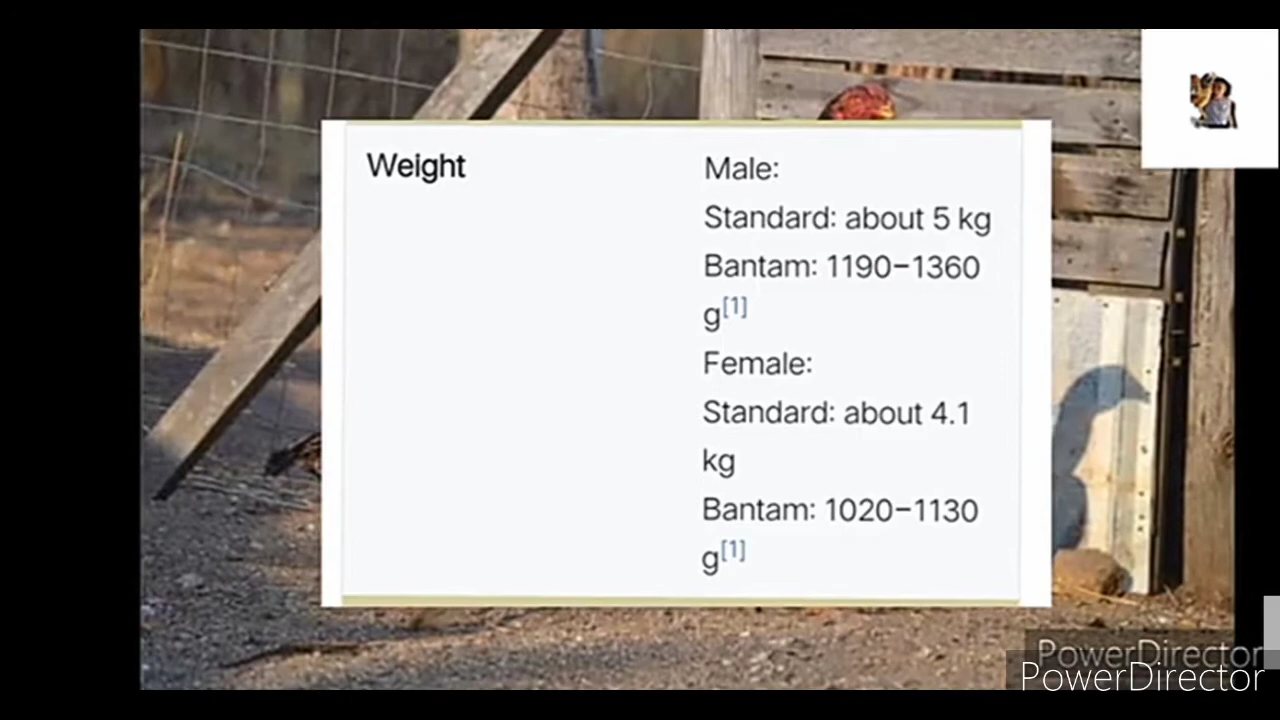 Weight
Male:
Standard: about 5 kg
Bantam: 1190–1360
g[1]
Female:
Standard: about 4.1
kg
Bantam: 1020–1130
g[1]
PowerDirector
PowerDirector